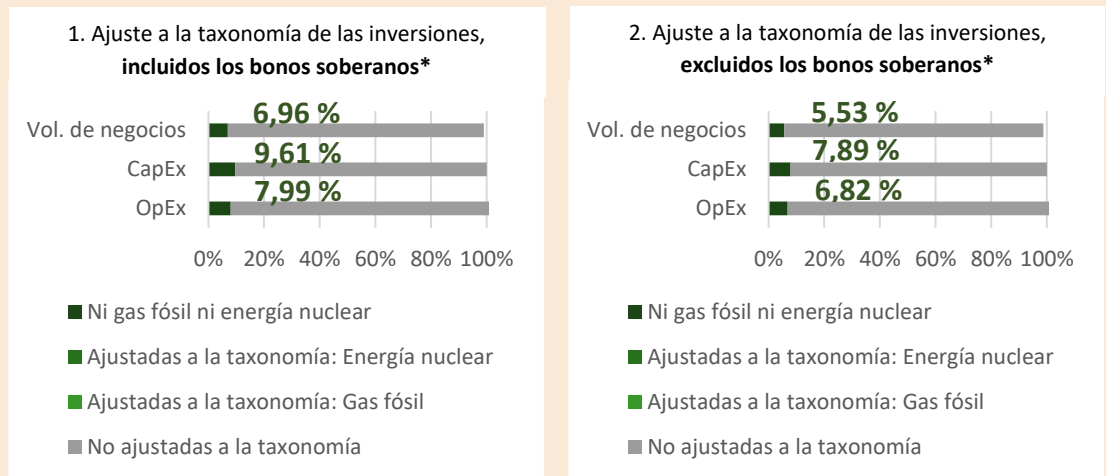 1. Ajuste a la taxonomía de las inversiones,
incluidos los bonos soberanos*
Vol. de negocios
6,96 %
CapEx
9,61 %
OpEx
7,99 %
0% 20% 40% 60% 80% 100%
Ni gas fósil ni energía nuclear
Ajustadas a la taxonomía: Energía nuclear
Ajustadas a la taxonomía: Gas fósil
No ajustadas a la taxonomía
2. Ajuste a la taxonomía de las inversiones,
excluidos los bonos soberanos*
Vol. de negocios
5,53 %
CapEx
7,89 %
OpEx
6,82 %
0% 20% 40% 60% 80% 100%
Ni gas fósil ni energía nuclear
Ajustadas a la taxonomía: Energía nuclear
Ajustadas a la taxonomía: Gas fósil
No ajustadas a la taxonomía